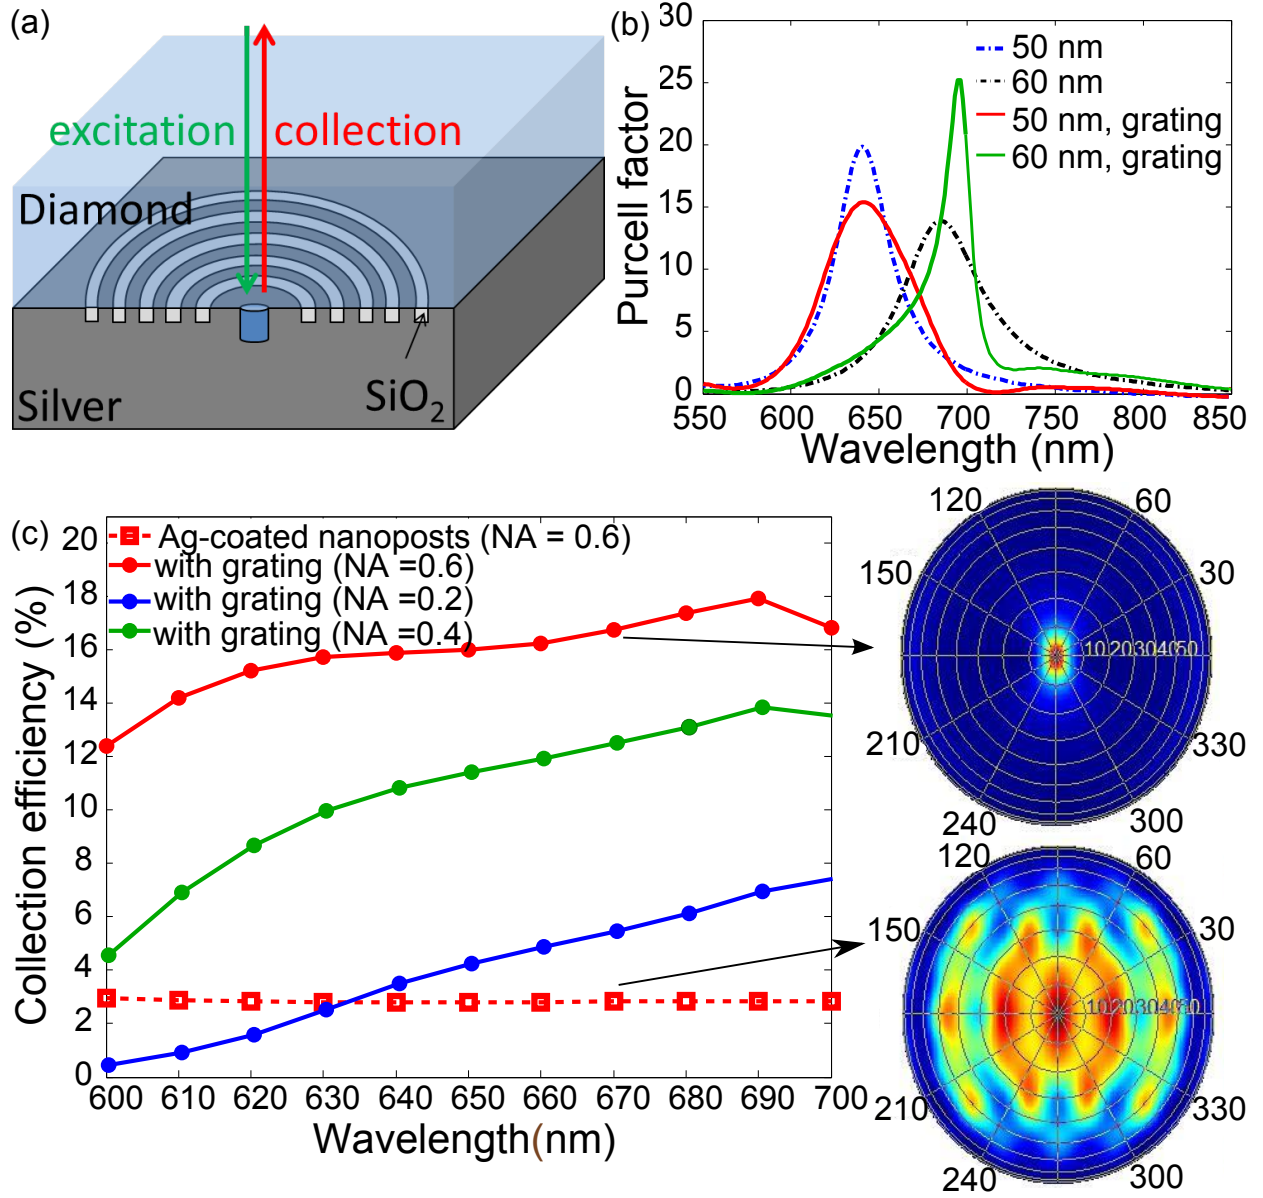 (a)
excitation
collection
Diamond
Silver
SiO2
(b)
Purcell factor
30
25
20
15
10
5
0
550 600 650 700 750 800 850
Wavelength (nm)
50 nm
60 nm
50 nm, grating
60 nm, grating
(c)
Collection efficiency (%)
20
18
16
14
12
10
8
6
4
2
0
600 610 620 630 640 650 660 670 680 690 700
Wavelength(nm)
Ag-coated nanoposts (NA = 0.6)
with grating (NA =0.6)
with grating (NA =0.2)
with grating (NA =0.4)
120 60
150 30
1020304050
210 330
240 300
120 60
150 30
1020304050
210 330
240 300